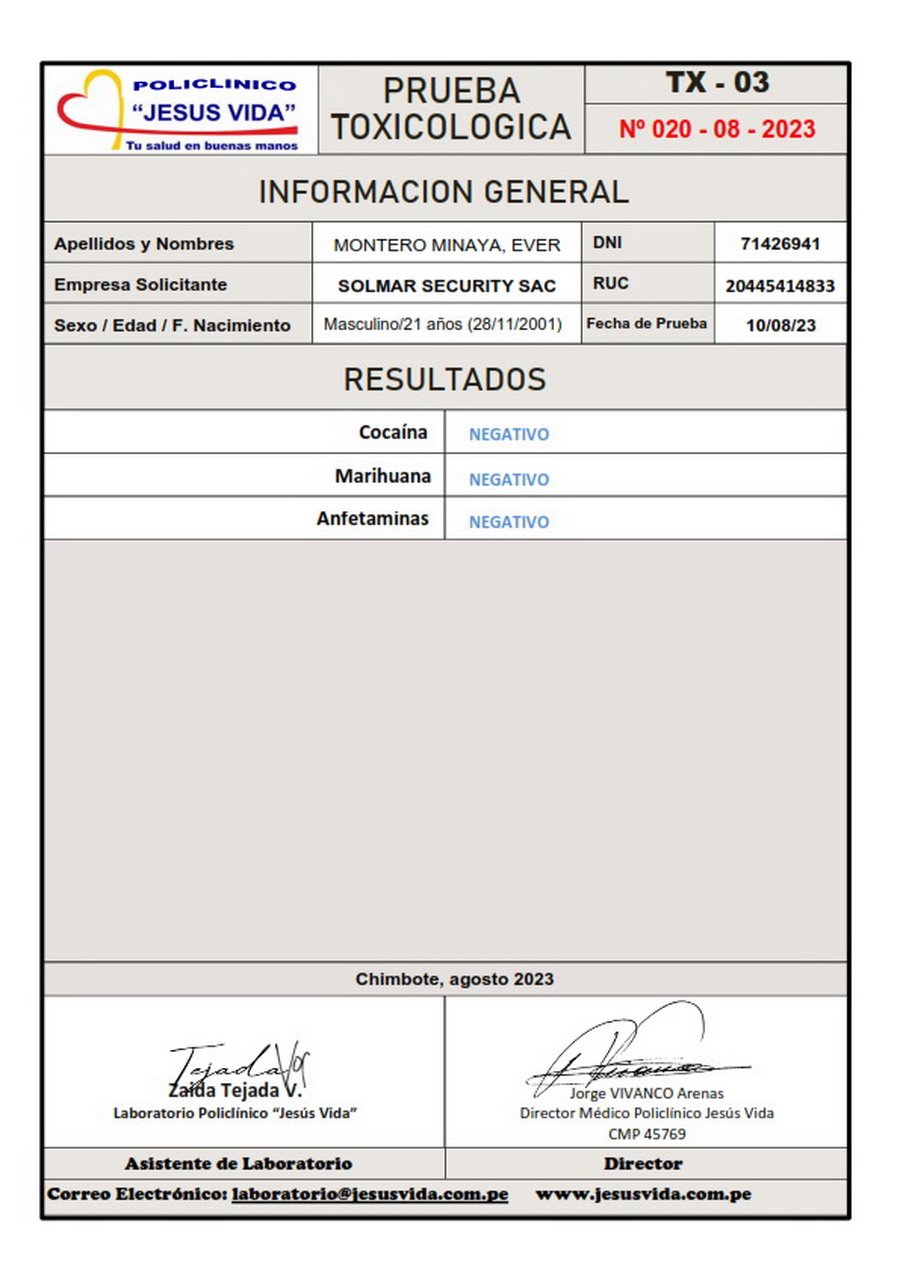 POLICLINICO
“JESUS VIDA”
Tu salud en buenas manos
PRUEBA
TOXICOLOGICA
TX - 03
Nº 020 - 08 - 2023
INFORMACION GENERAL
Apellidos y Nombres MONTERO MINAYA, EVER DNI 71426941
Empresa Solicitante SOLMAR SECURITY SAC RUC 20445414833
Sexo / Edad / F. Nacimiento Masculino/21 años (28/11/2001) Fecha de Prueba 10/08/23
RESULTADOS
Cocaína NEGATIVO
Marihuana NEGATIVO
Anfetaminas NEGATIVO
Chimbote, agosto 2023
Tejada
Zaida Tejada V.
Laboratorio Policlínico “Jesús Vida”
Jorge VIVANCO Arenas
Director Médico Policlínico Jesús Vida
CMP 45769
Asistente de Laboratorio Director
Correo Electrónico: laboratorio@jesusvida.com.pe www.jesusvida.com.pe